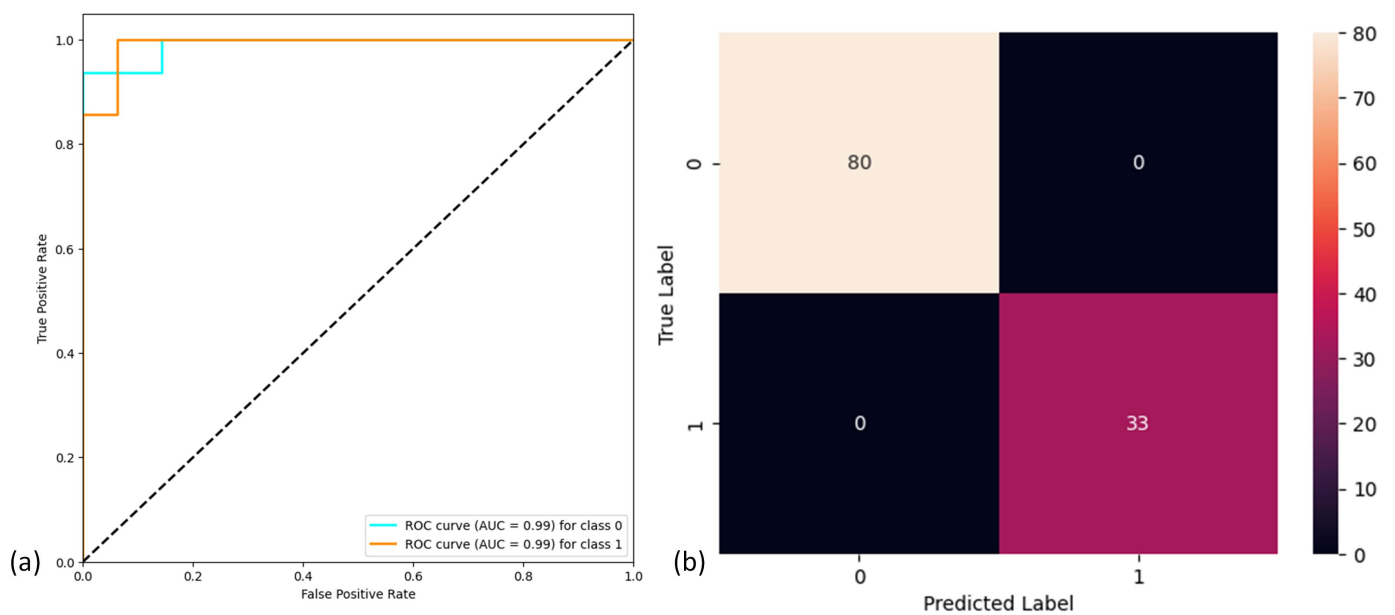 1.0
0.8
0.6
0.4
0.2
0.0
True Positive Rate
0.0 0.2 0.4 0.6 0.8 1.0
False Positive Rate
ROC curve (AUC = 0.99) for class 0
ROC curve (AUC = 0.99) for class 1
(a)
True Label
0
1
80 0
0 33
0 1
Predicted Label
80
70
60
50
40
30
20
10
0
(b)